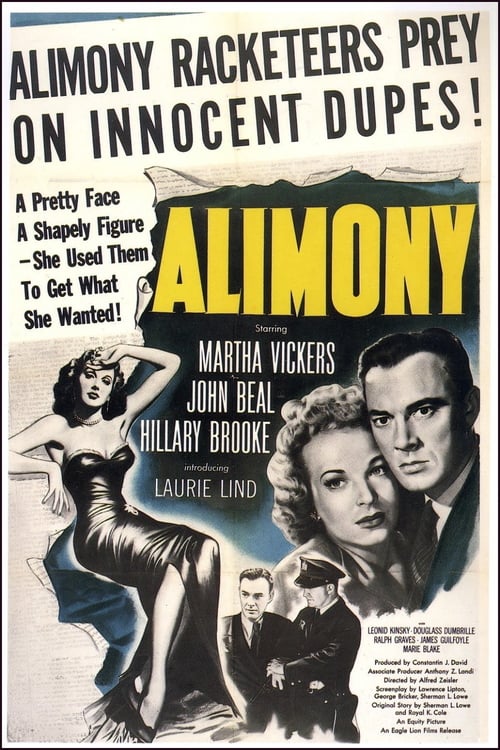 ALIMONY RACKETEERS PREY
ON INNOCENT DUPES!
A Pretty Face
A Shapely Figure
—She Used Them
To Get What
She Wanted!
ALIMONY
Starring
MARTHA VICKERS
JOHN BEAL
HILLARY BROOKE
introducing
LAURIE LIND
with
LEONID KINSKY · DOUGLASS DUMBRILLE
RALPH GRAVES · JAMES GUILFOYLE
MARIE BLAKE
Produced by Constantin J. David
Associate Producer Anthony Z. Landi
Directed by Alfred Zeisler
Screenplay by Lawrence Lipton,
George Bricker, Sherman L. Lowe
Original Story by Sherman L. Lowe
and Royal K. Cole
An Equity Picture
An Eagle Lion Films Release